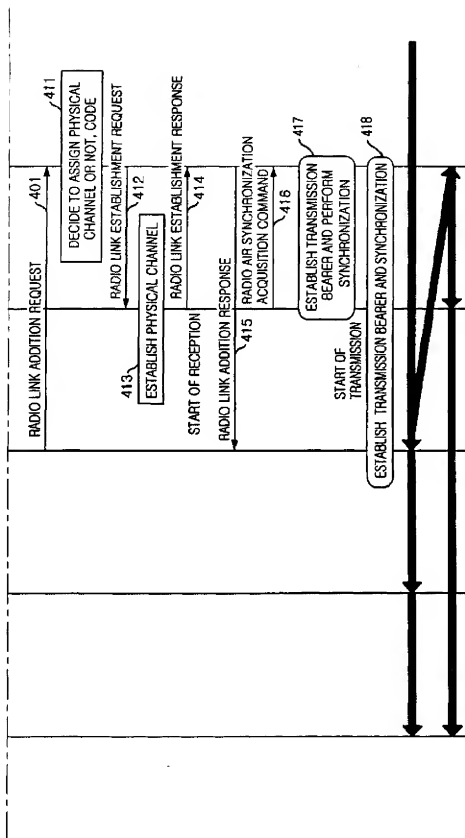 RADIO LINK ADDITION REQUEST
401
411
DECIDE TO ASSIGN PHYSICAL
CHANNEL OR NOT, CODE
RADIO LINK ESTABLISHMENT REQUEST
412
413
ESTABLISH PHYSICAL CHANNEL
RADIO LINK ESTABLISHMENT RESPONSE
414
START OF RECEPTION
RADIO LINK ADDITION RESPONSE
415
RADIO AIR SYNCHRONIZATION
ACQUISITION COMMAND
416
417
ESTABLISH TRANSMISSION
BEARER AND PERFORM
SYNCHRONIZATION
START OF
TRANSMISSION
418
ESTABLISH TRANSMISSION BEARER AND SYNCHRONIZATION